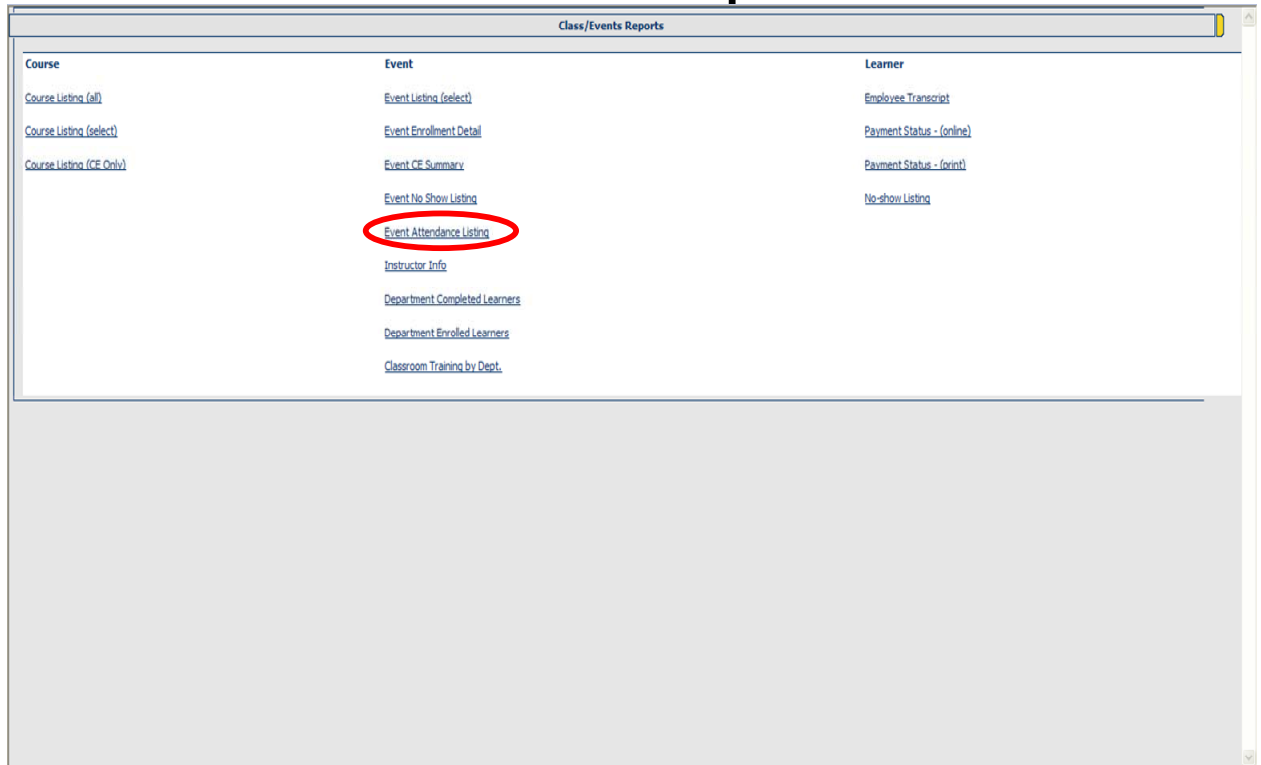 Class/Events Reports
Course
Course Listing (all)
Course Listing (select)
Course Listing (CE Only)
Event
Event Listing (select)
Event Enrollment Detail
Event CE Summary
Event No Show Listing
Event Attendance Listing
Instructor Info
Department Completed Learners
Department Enrolled Learners
Classroom Training by Dept.
Learner
Employee Transcript
Payment Status - (online)
Payment Status - (print)
No-show Listing